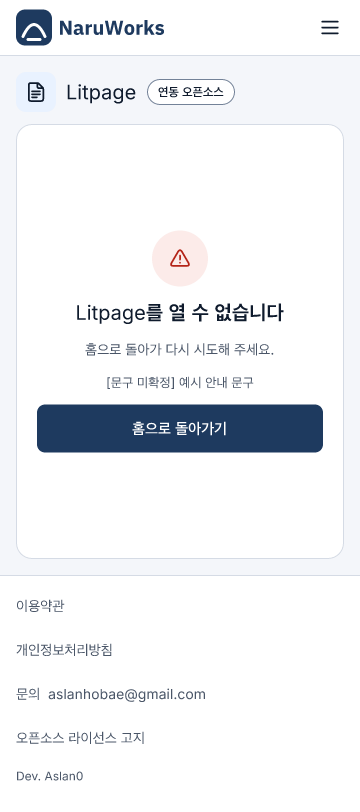 NaruWorks
Litpage 연동 오픈소스
Litpage를 열 수 없습니다
홈으로 돌아가 다시 시도해 주세요.
[문구 미확정] 예시 안내 문구
홈으로 돌아가기
이용약관
개인정보처리방침
문의 aslanhobae@gmail.com
오픈소스 라이선스 고지
Dev. Aslan0